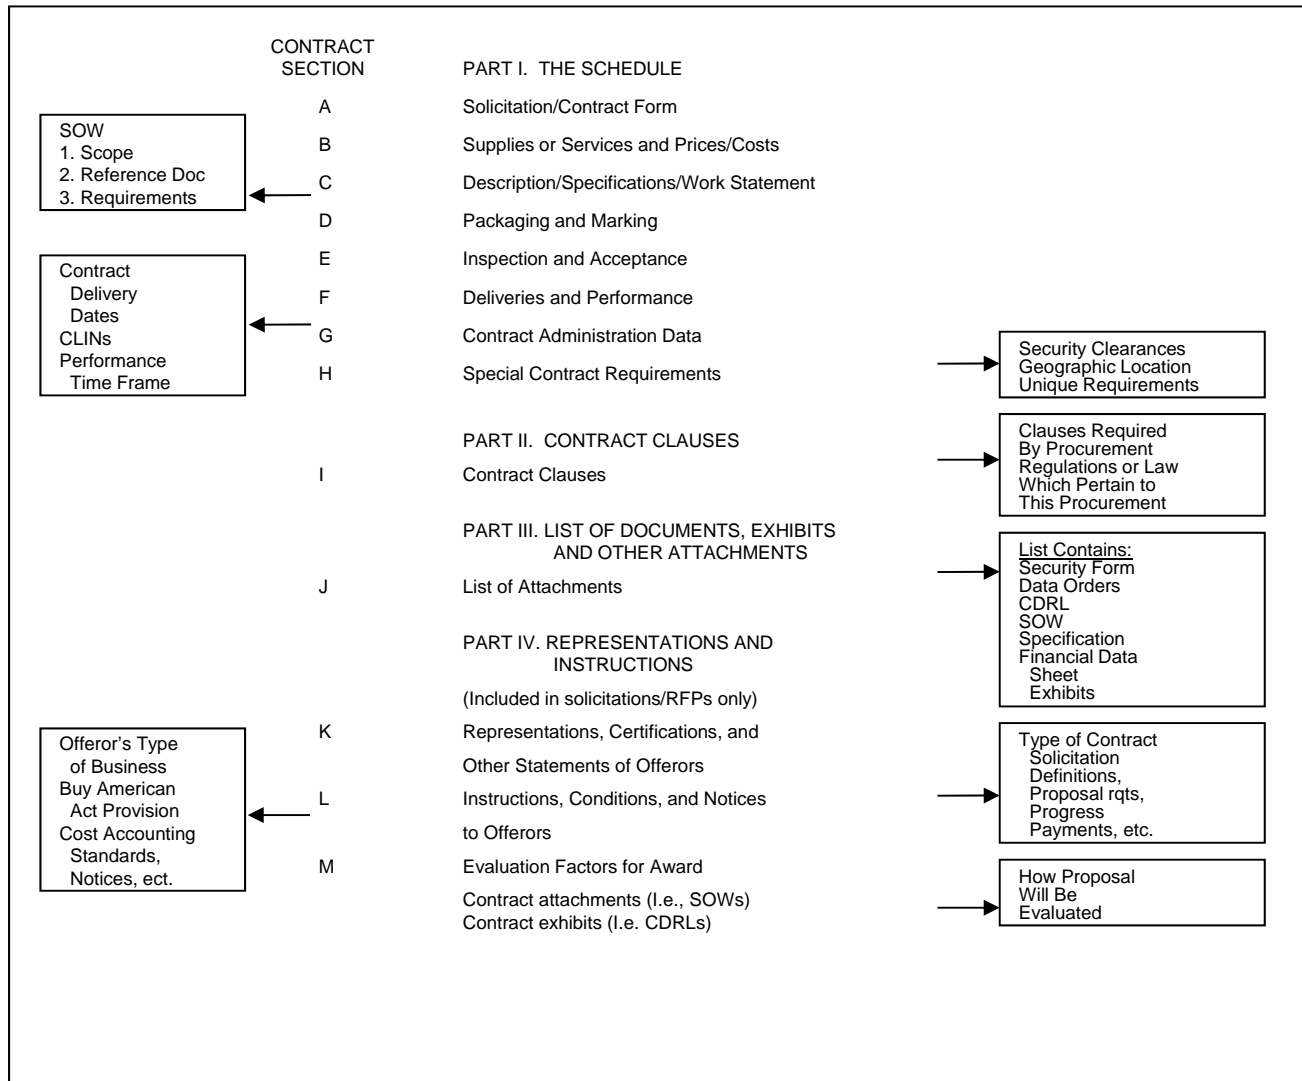 CONTRACT
SECTION
PART I. THE SCHEDULE
A Solicitation/Contract Form
B Supplies or Services and Prices/Costs
C Description/Specifications/Work Statement
D Packaging and Marking
E Inspection and Acceptance
F Deliveries and Performance
G Contract Administration Data
H Special Contract Requirements
PART II. CONTRACT CLAUSES
I Contract Clauses
PART III. LIST OF DOCUMENTS, EXHIBITS
AND OTHER ATTACHMENTS
J List of Attachments
PART IV. REPRESENTATIONS AND
INSTRUCTIONS
(Included in solicitations/RFPs only)
K Representations, Certifications, and
Other Statements of Offerors
L Instructions, Conditions, and Notices
to Offerors
M Evaluation Factors for Award
Contract attachments (I.e., SOWs)
Contract exhibits (I.e. CDRLs)
SOW
1. Scope
2. Reference Doc
3. Requirements
Contract
Delivery
Dates
CLINs
Performance
Time Frame
Offeror’s Type
of Business
Buy American
Act Provision
Cost Accounting
Standards,
Notices, ect.
Security Clearances
Geographic Location
Unique Requirements
Clauses Required
By Procurement
Regulations or Law
Which Pertain to
This Procurement
List Contains:
Security Form
Data Orders
CDRL
SOW
Specification
Financial Data
Sheet
Exhibits
Type of Contract
Solicitation
Definitions,
Proposal rqts,
Progress
Payments, etc.
How Proposal
Will Be
Evaluated